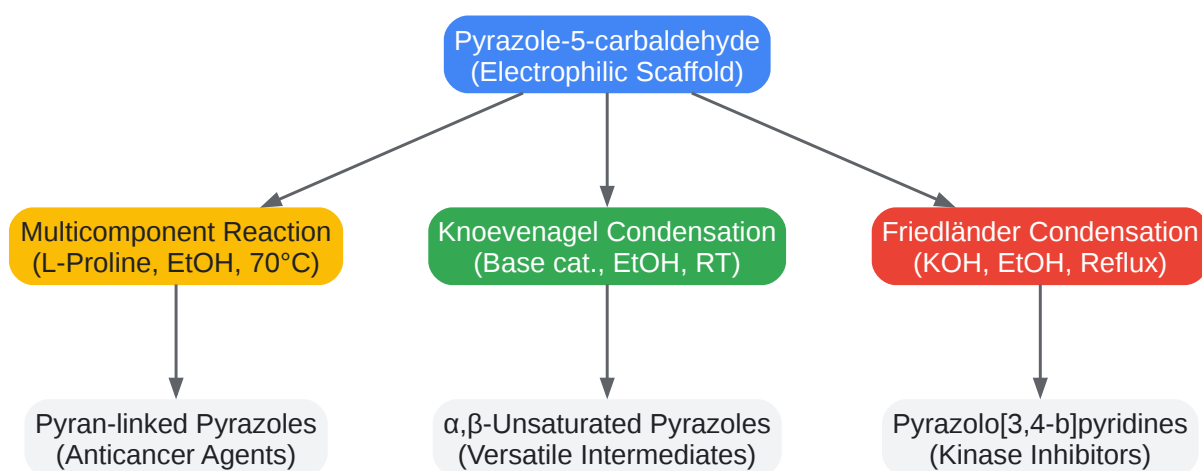 Pyrazole-5-carbaldehyde
(Electrophilic Scaffold)
Multicomponent Reaction
(L-Proline, EtOH, 70°C)
Knoevenagel Condensation
(Base cat., EtOH, RT)
Friedländer Condensation
(KOH, EtOH, Reflux)
Pyran-linked Pyrazoles
(Anticancer Agents)
α,β-Unsaturated Pyrazoles
(Versatile Intermediates)
Pyrazolo[3,4-b]pyridines
(Kinase Inhibitors)